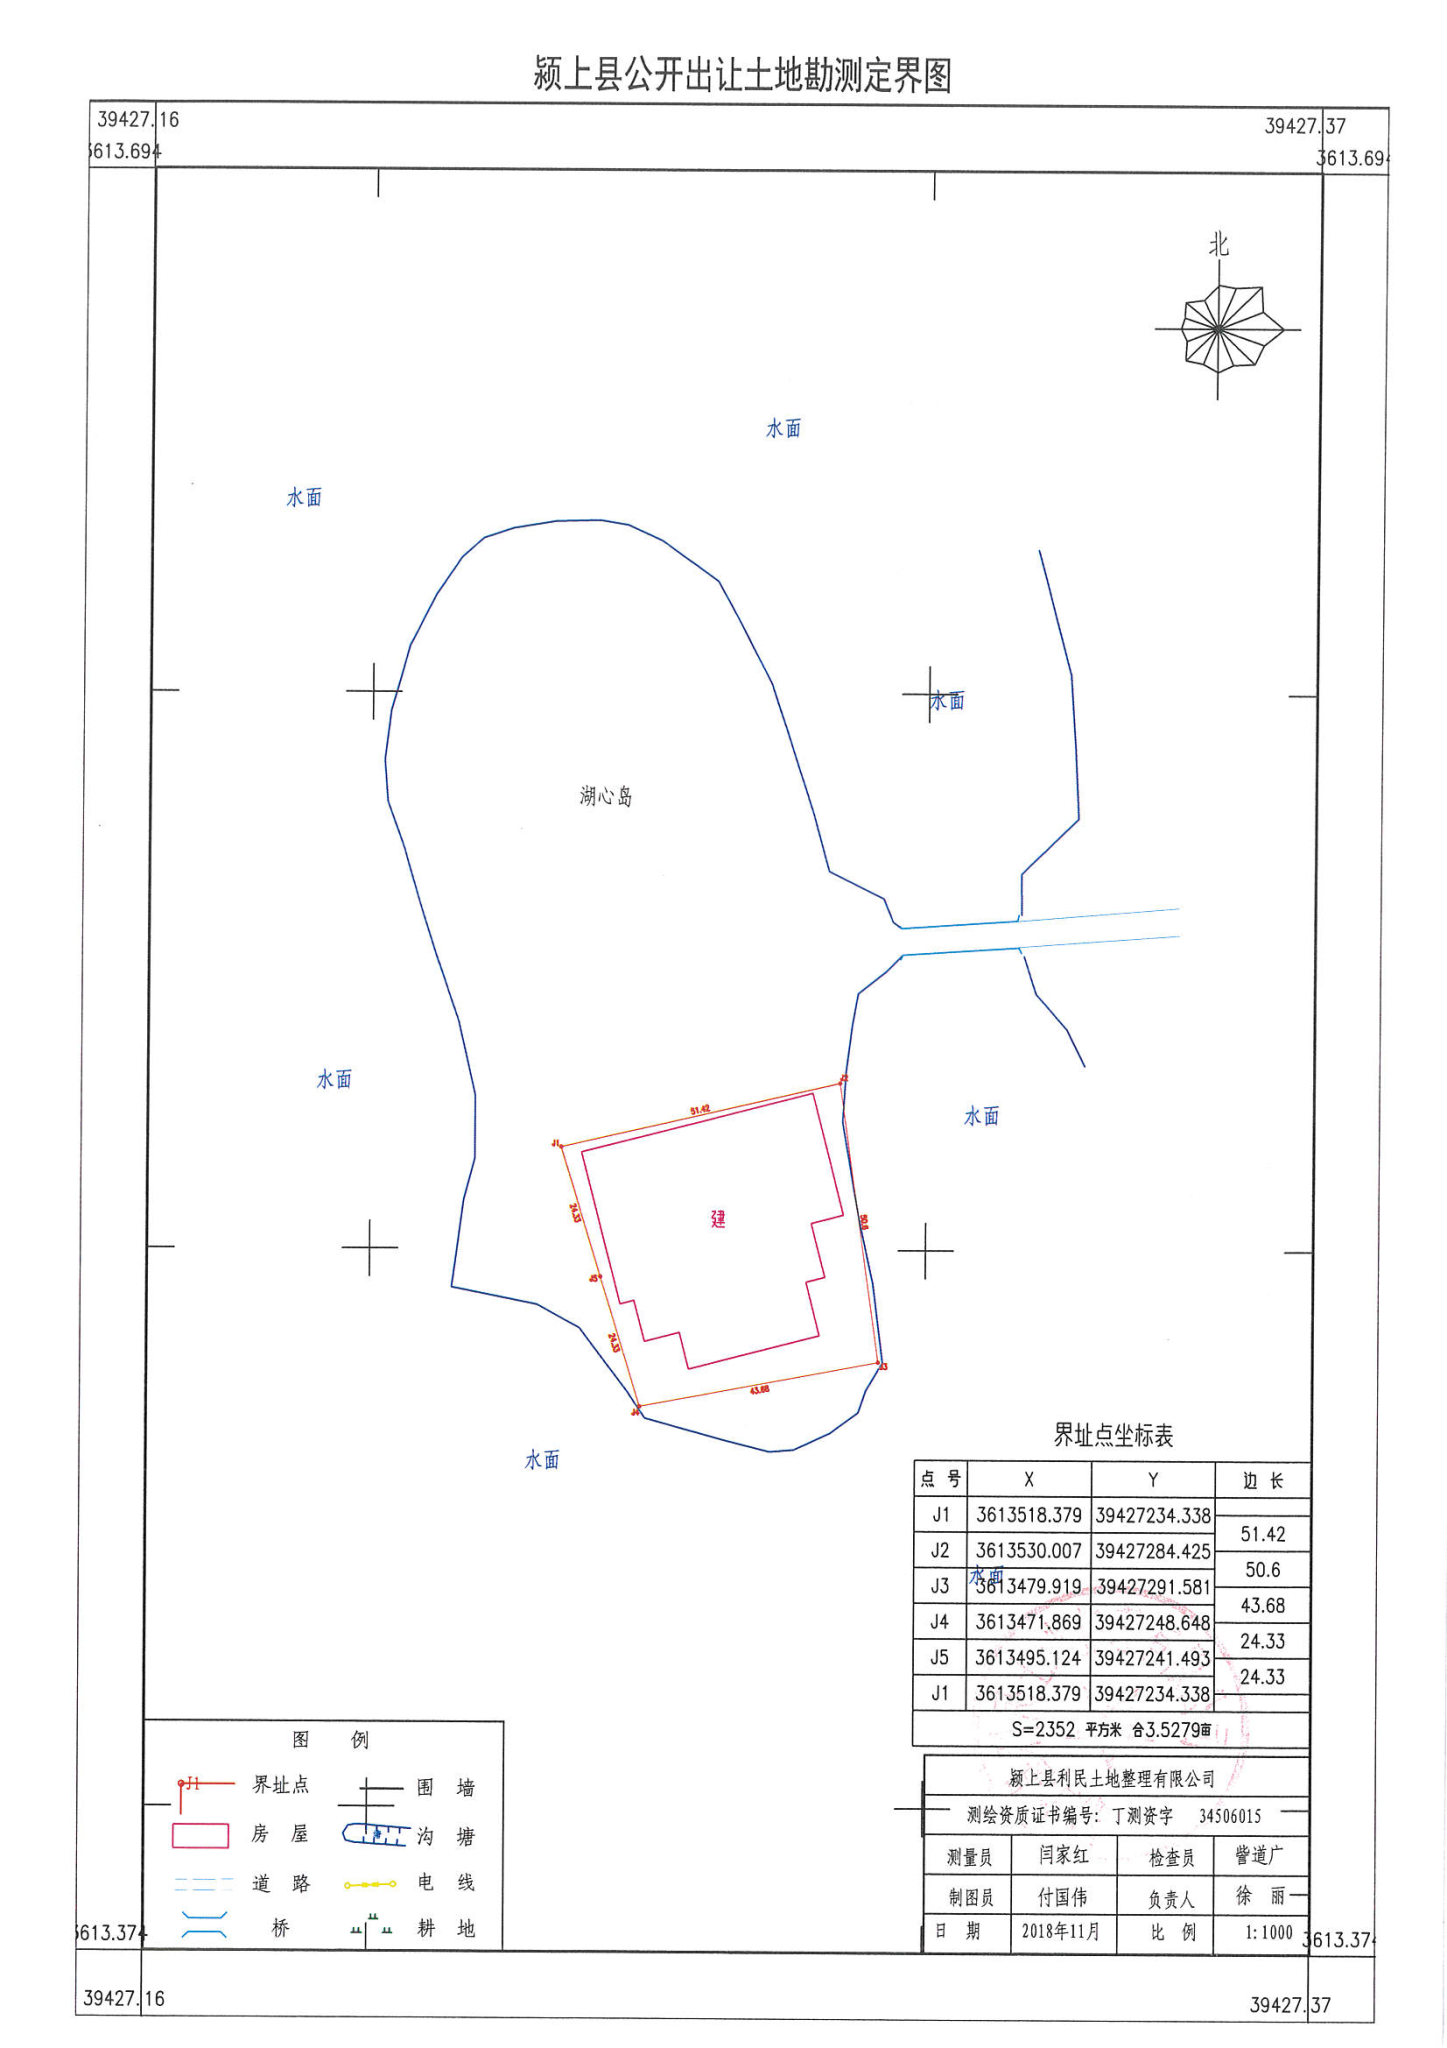 颍上县公开出让土地勘测定界图
39427.16
39427.37
3613.694
3613.694
北
水面
水面
水面
湖心岛
水面
水面
J2
51.42
J1
24.33
建
50.6
J5
24.33
J3
43.68
J4
水面
界址点坐标表
点 号 X Y 边 长
J1 3613518.379 39427234.338
51.42
J2 3613530.007 39427284.425
50.6
水面
J3 3613479.919 39427291.581
43.68
J4 3613471.869 39427248.648
24.33
J5 3613495.124 39427241.493
24.33
J1 3613518.379 39427234.338
S=2352 平方米 合3.5279亩
图 例
J1 界址点 围 墙
房 屋 沟 塘
道 路 电 线
桥 耕 地
颍上县利民土地整理有限公司
测绘资质证书编号: 丁测资字 34506015
测量员 闫家红 检查员 訾道广
制图员 付国伟 负责人 徐 丽
日 期 2018年11月 比 例 1:1000
3613.374
3613.374
39427.16
39427.37